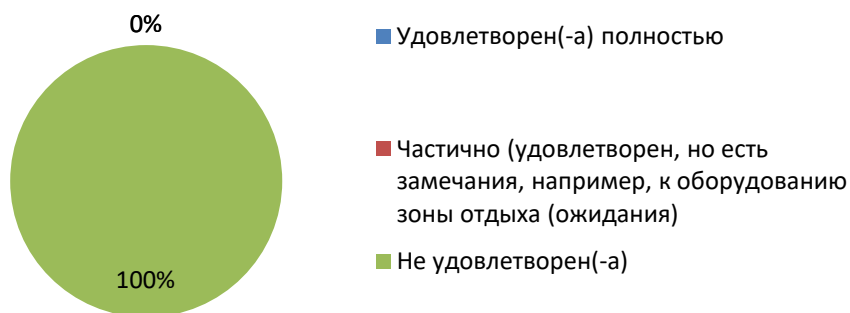 0%
100%
Удовлетворен(-а) полностью
Частично (удовлетворен, но есть
замечания, например, к оборудованию
зоны отдыха (ожидания)
Не удовлетворен(-а)